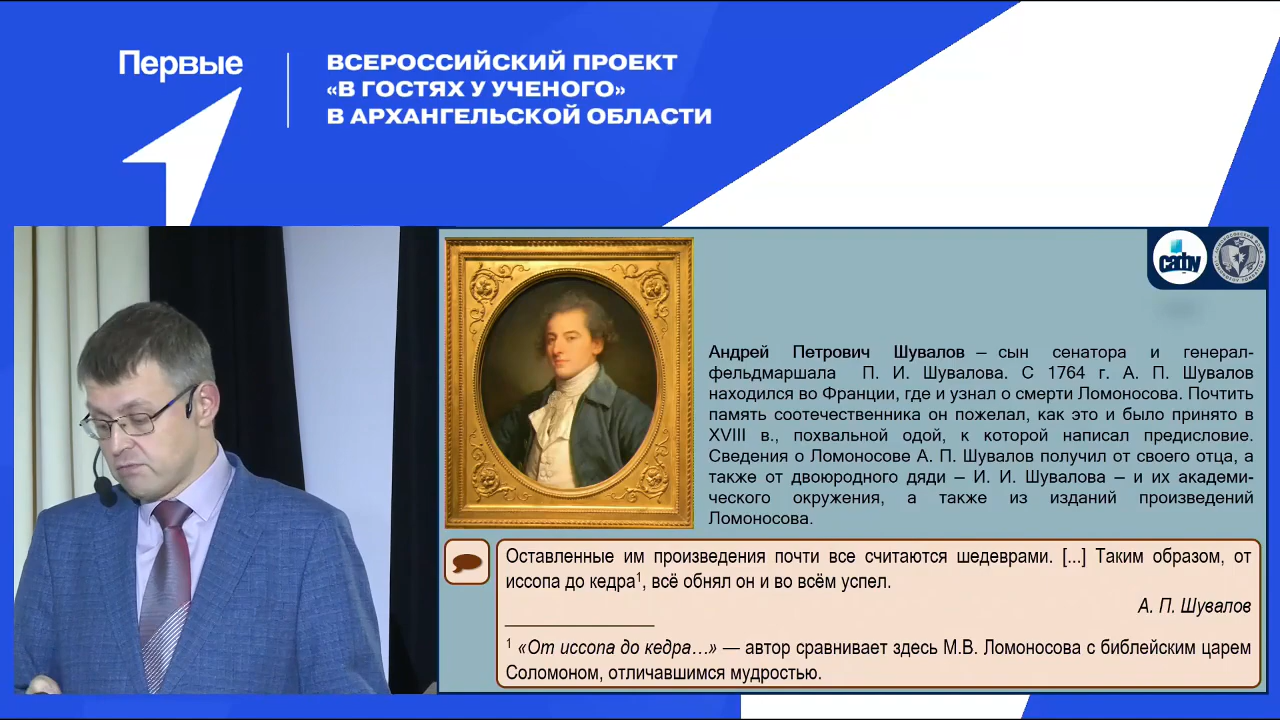 Первые
ВСЕРОССИЙСКИЙ ПРОЕКТ
«В ГОСТЯХ У УЧЕНОГО»
В АРХАНГЕЛЬСКОЙ ОБЛАСТИ
сафу
Андрей Петрович Шувалов – сын сенатора и генерал-
фельдмаршала П. И. Шувалова. С 1764 г. А. П. Шувалов
находился во Франции, где и узнал о смерти Ломоносова. Почтить
память соотечественника он пожелал, как это и было принято в
XVIII в., похвальной одой, к которой написал предисловие.
Сведения о Ломоносове А. П. Шувалов получил от своего отца, а
также от двоюродного дяди – И. И. Шувалова – и их академи-
ческого окружения, а также из изданий произведений
Ломоносова.
Оставленные им произведения почти все считаются шедеврами. [...] Таким образом, от
иссопа до кедра¹, всё обнял он и во всём успел.
А. П. Шувалов
¹ «От иссопа до кедра…» — автор сравнивает здесь М.В. Ломоносова с библейским царем
Соломоном, отличавшимся мудростью.